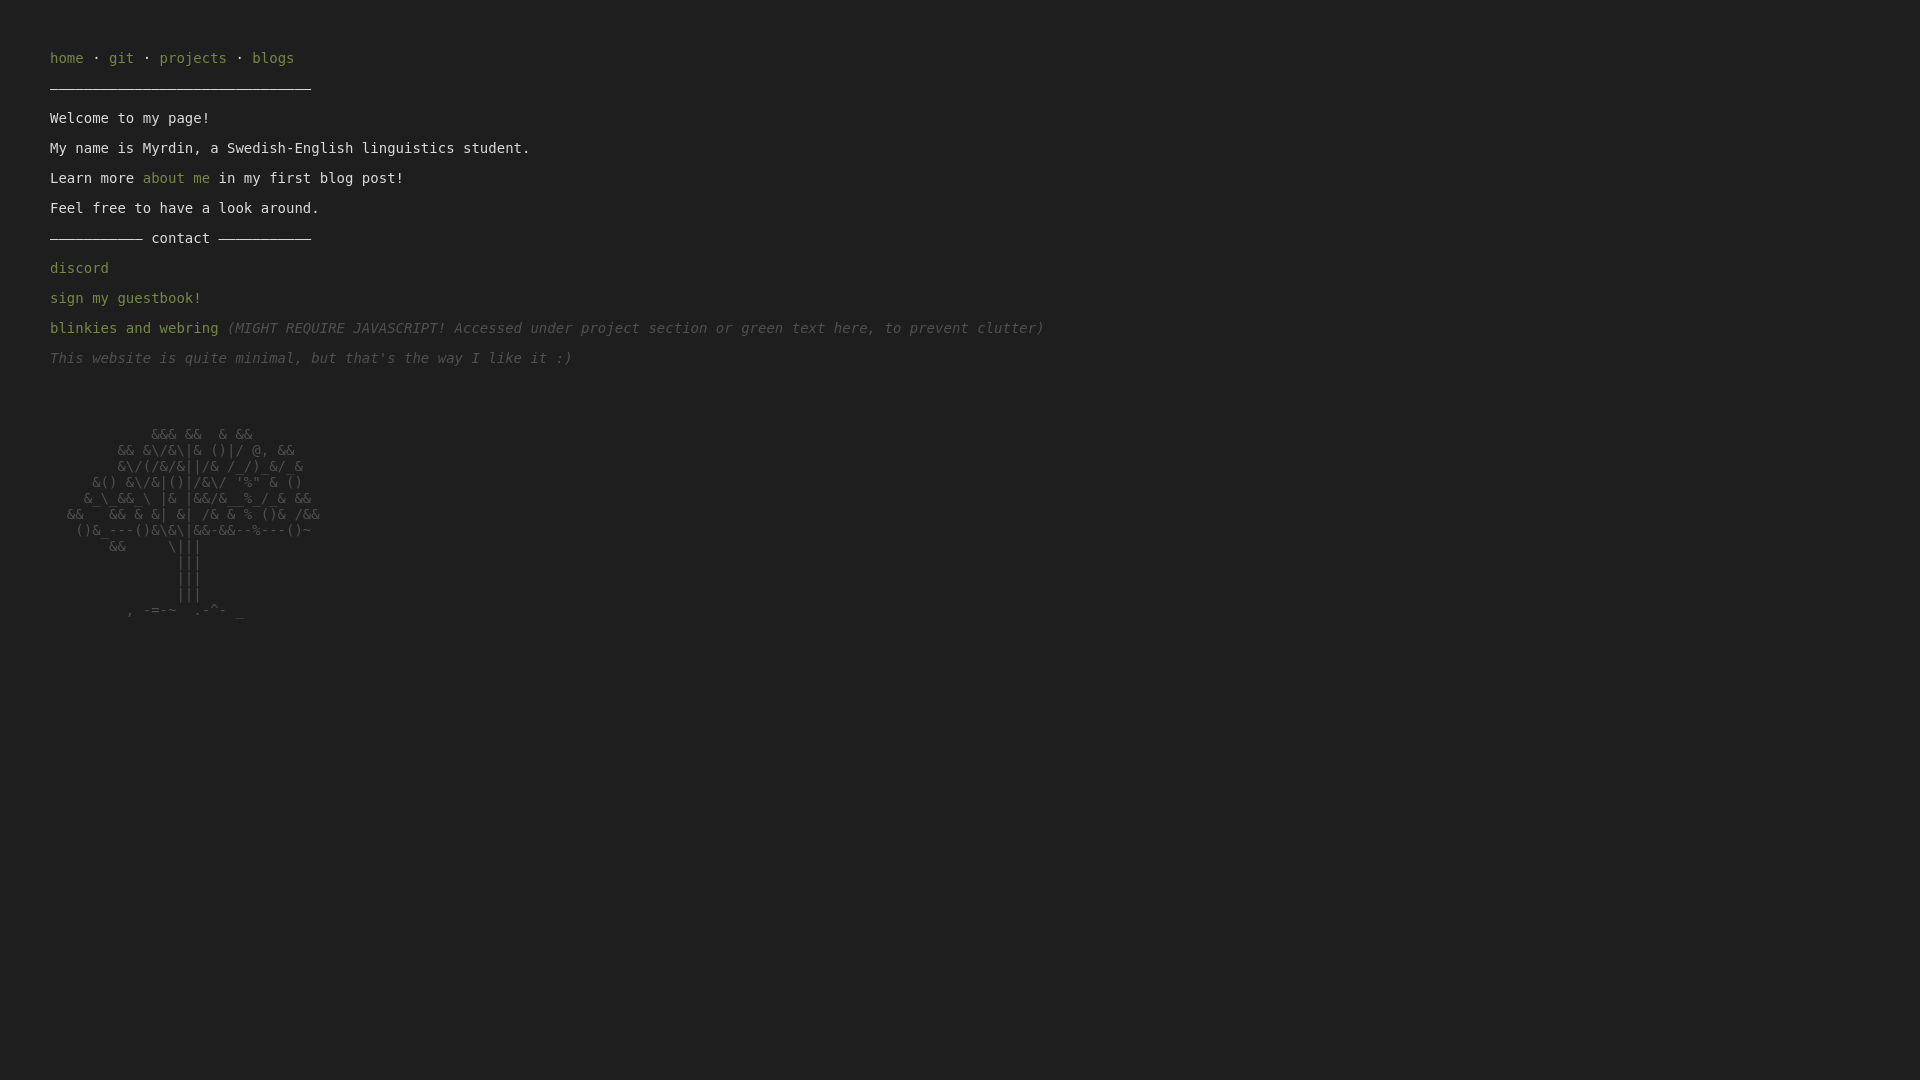 home · git · projects · blogs
———————————————————————————————
Welcome to my page!
My name is Myrdin, a Swedish-English linguistics student.
Learn more about me in my first blog post!
Feel free to have a look around.
——————————— contact ———————————
discord
sign my guestbook!
blinkies and webring (MIGHT REQUIRE JAVASCRIPT! Accessed under project section or green text here, to prevent clutter)
This website is quite minimal, but that's the way I like it :)
            &&& &&  & &&
        && &\/&\|& ()|/ @, &&
        &\/(/&/&||/& /_/)_&/_&
     &() &\/&|()|/&\/ '%" & ()
    &_\_&&_\ |& |&&/&__%_/_& &&
  &&   && & &| &| /& & % ()& /&&
   ()&_---()&\&\|&&-&&--%---()~
       &&     \|||
               |||
               |||
               |||
         , -=-~  .-^- _